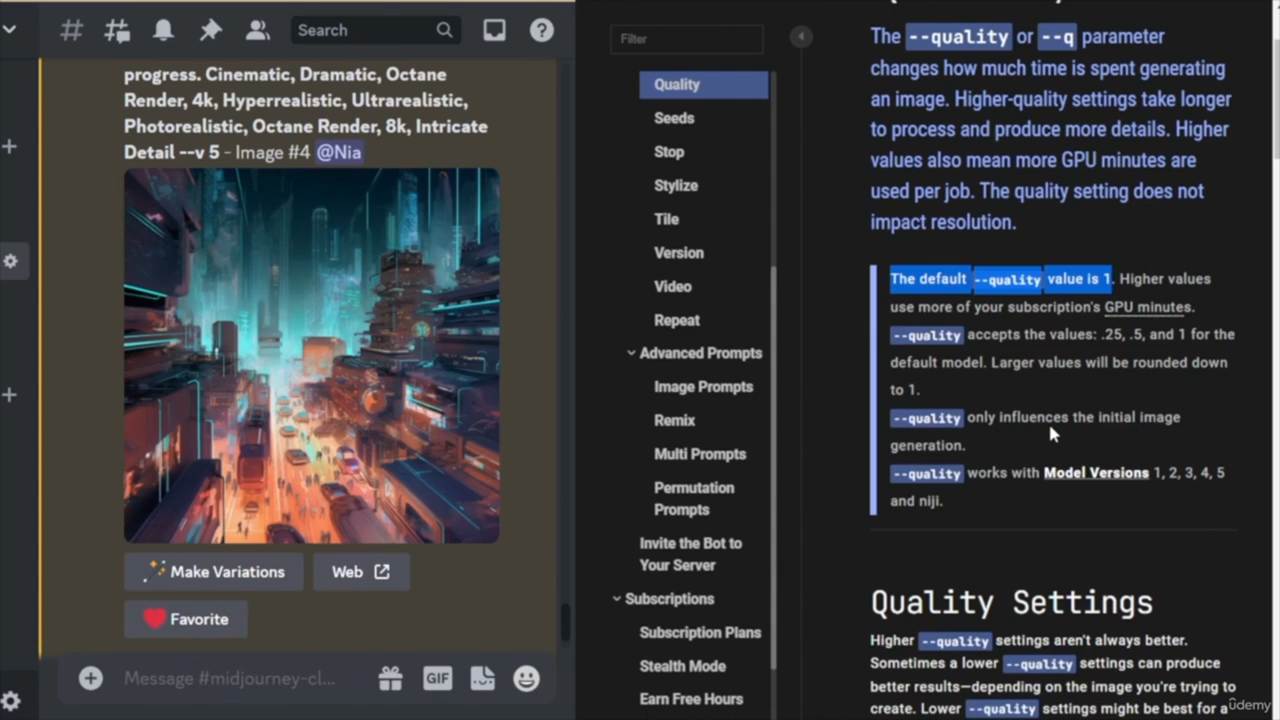 Search
progress. Cinematic, Dramatic, Octane
Render, 4k, Hyperrealistic, Ultrarealistic,
Photorealistic, Octane Render, 8k, Intricate
Detail --v 5 - Image #4 @Nia
Make Variations
Web
Favorite
Message #midjourney-cl...
GIF
Filter
Quality
Seeds
Stop
Stylize
Tile
Version
Video
Repeat
Advanced Prompts
Image Prompts
Remix
Multi Prompts
Permutation
Prompts
Invite the Bot to
Your Server
Subscriptions
Subscription Plans
Stealth Mode
Earn Free Hours
The --quality or --q parameter
changes how much time is spent generating
an image. Higher-quality settings take longer
to process and produce more details. Higher
values also mean more GPU minutes are
used per job. The quality setting does not
impact resolution.
The default --quality value is 1. Higher values
use more of your subscription's GPU minutes.
--quality accepts the values: .25, .5, and 1 for the
default model. Larger values will be rounded down
to 1.
--quality only influences the initial image
generation.
--quality works with Model Versions 1, 2, 3, 4, 5
and niji.
Quality Settings
Higher --quality settings aren't always better.
Sometimes a lower --quality settings can produce
better results—depending on the image you're trying to
create. Lower --quality settings might be best for a
ûdemy